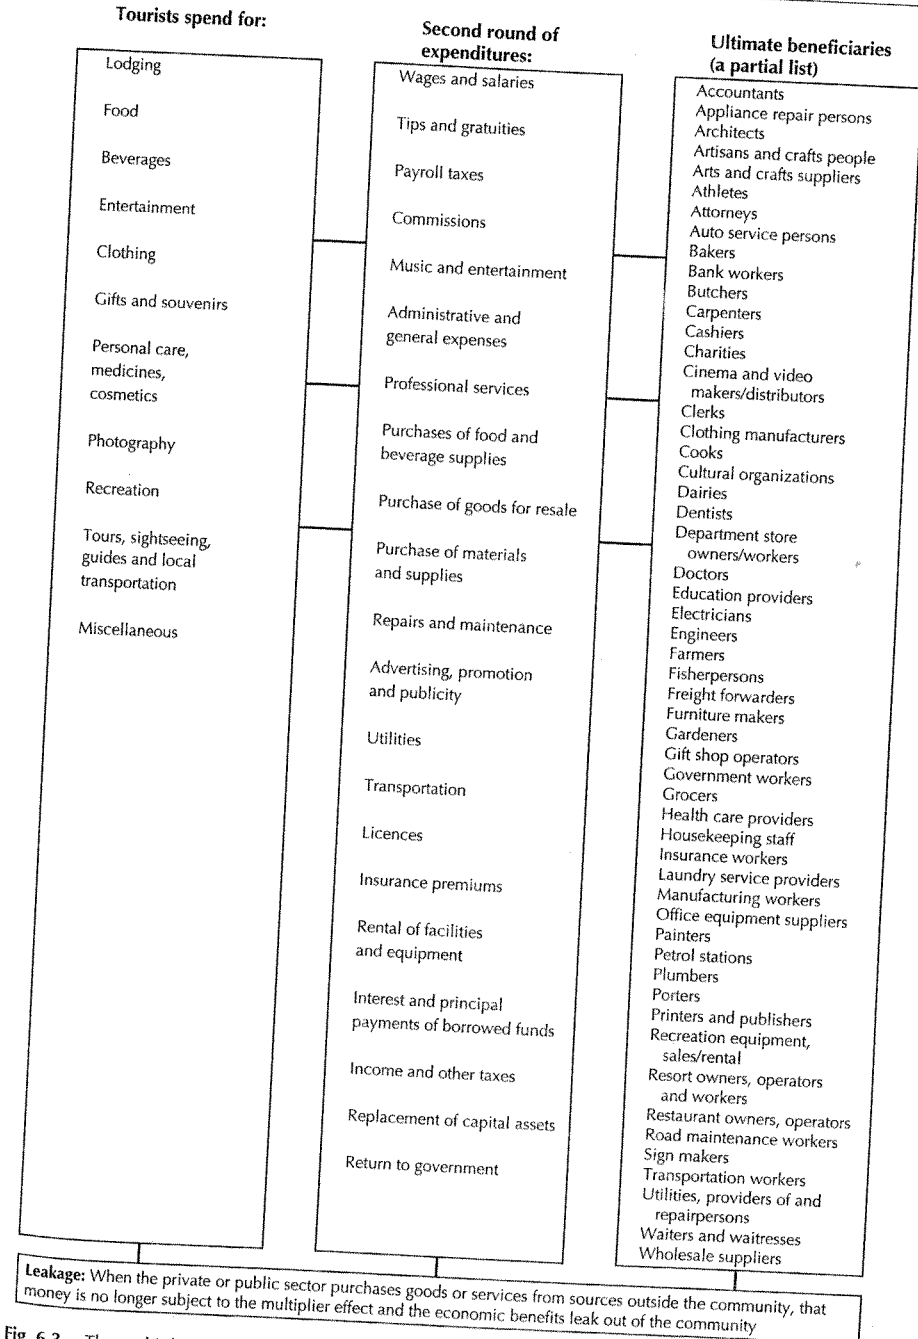 Tourists spend for:
Lodging
Food
Beverages
Entertainment
Clothing
Gifts and souvenirs
Personal care,
medicines,
cosmetics
Photography
Recreation
Tours, sightseeing,
guides and local
transportation
Miscellaneous
Second round of
expenditures:
Wages and salaries
Tips and gratuities
Payroll taxes
Commissions
Music and entertainment
Administrative and
general expenses
Professional services
Purchases of food and
beverage supplies
Purchase of goods for resale
Purchase of materials
and supplies
Repairs and maintenance
Advertising, promotion
and publicity
Utilities
Transportation
Licences
Insurance premiums
Rental of facilities
and equipment
Interest and principal
payments of borrowed funds
Income and other taxes
Replacement of capital assets
Return to government
Ultimate beneficiaries
(a partial list)
Accountants
Appliance repair persons
Architects
Artisans and crafts people
Arts and crafts suppliers
Athletes
Attorneys
Auto service persons
Bakers
Bank workers
Butchers
Carpenters
Cashiers
Charities
Cinema and video
makers/distributors
Clerks
Clothing manufacturers
Cooks
Cultural organizations
Dairies
Dentists
Department store
owners/workers
Doctors
Education providers
Electricians
Engineers
Farmers
Fisherpersons
Freight forwarders
Furniture makers
Gardeners
Gift shop operators
Government workers
Grocers
Health care providers
Housekeeping staff
Insurance workers
Laundry service providers
Manufacturing workers
Office equipment suppliers
Painters
Petrol stations
Plumbers
Porters
Printers and publishers
Recreation equipment,
sales/rental
Resort owners, operators
and workers
Restaurant owners, operators
Road maintenance workers
Sign makers
Transportation workers
Utilities, providers of and
repairpersons
Waiters and waitresses
Wholesale suppliers
Leakage: When the private or public sector purchases goods or services from sources outside the community, that
money is no longer subject to the multiplier effect and the economic benefits leak out of the community
Fig.